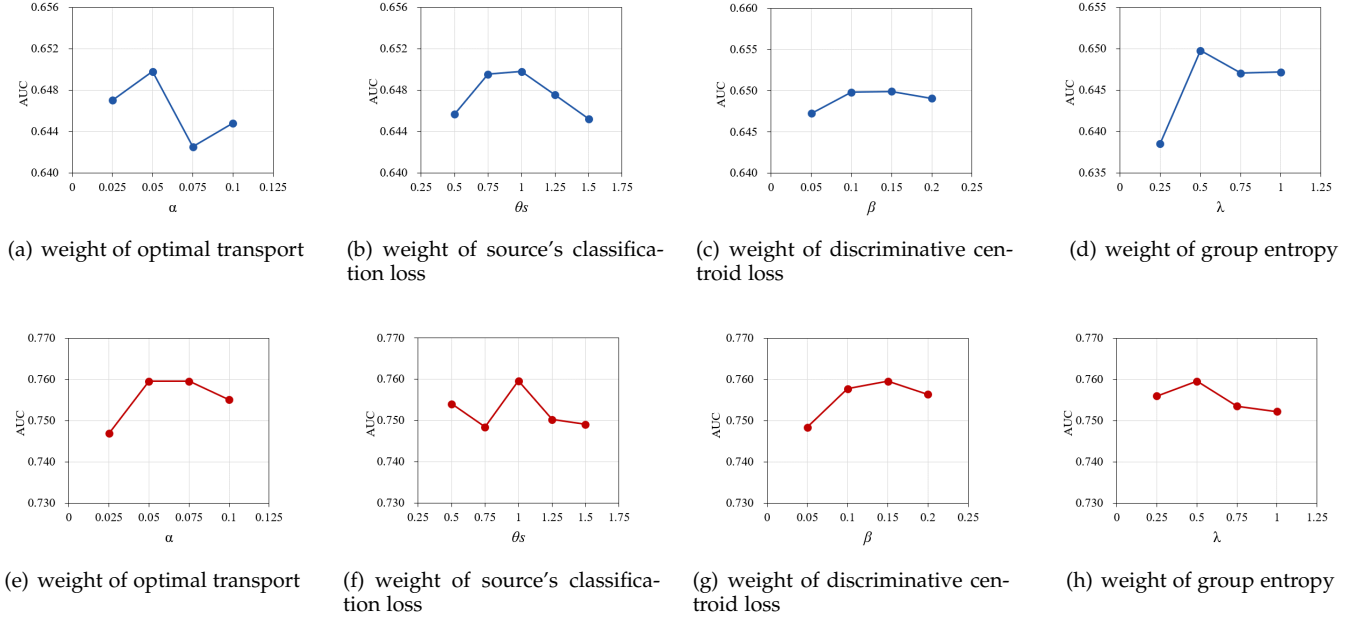 0.656
0.652
0.648
0.644
0.640
AUC
0 0.025 0.05 0.075 0.1 0.125
α
(a) weight of optimal transport
0.656
0.652
0.648
0.644
0.640
AUC
0.25 0.5 0.75 1 1.25 1.5 1.75
θs
(b) weight of source's classifica-
tion loss
0.660
0.655
0.650
0.645
0.640
AUC
0 0.05 0.1 0.15 0.2 0.25
β
(c) weight of discriminative cen-
troid loss
0.655
0.650
0.645
0.640
0.635
AUC
0 0.25 0.5 0.75 1 1.25
λ
(d) weight of group entropy
0.770
0.760
0.750
0.740
0.730
AUC
0 0.025 0.05 0.075 0.1 0.125
α
(e) weight of optimal transport
0.770
0.760
0.750
0.740
0.730
AUC
0.25 0.5 0.75 1 1.25 1.5 1.75
θs
(f) weight of source's classifica-
tion loss
0.770
0.760
0.750
0.740
0.730
AUC
0 0.05 0.1 0.15 0.2 0.25
β
(g) weight of discriminative cen-
troid loss
0.770
0.760
0.750
0.740
0.730
AUC
0 0.25 0.5 0.75 1 1.25
λ
(h) weight of group entropy